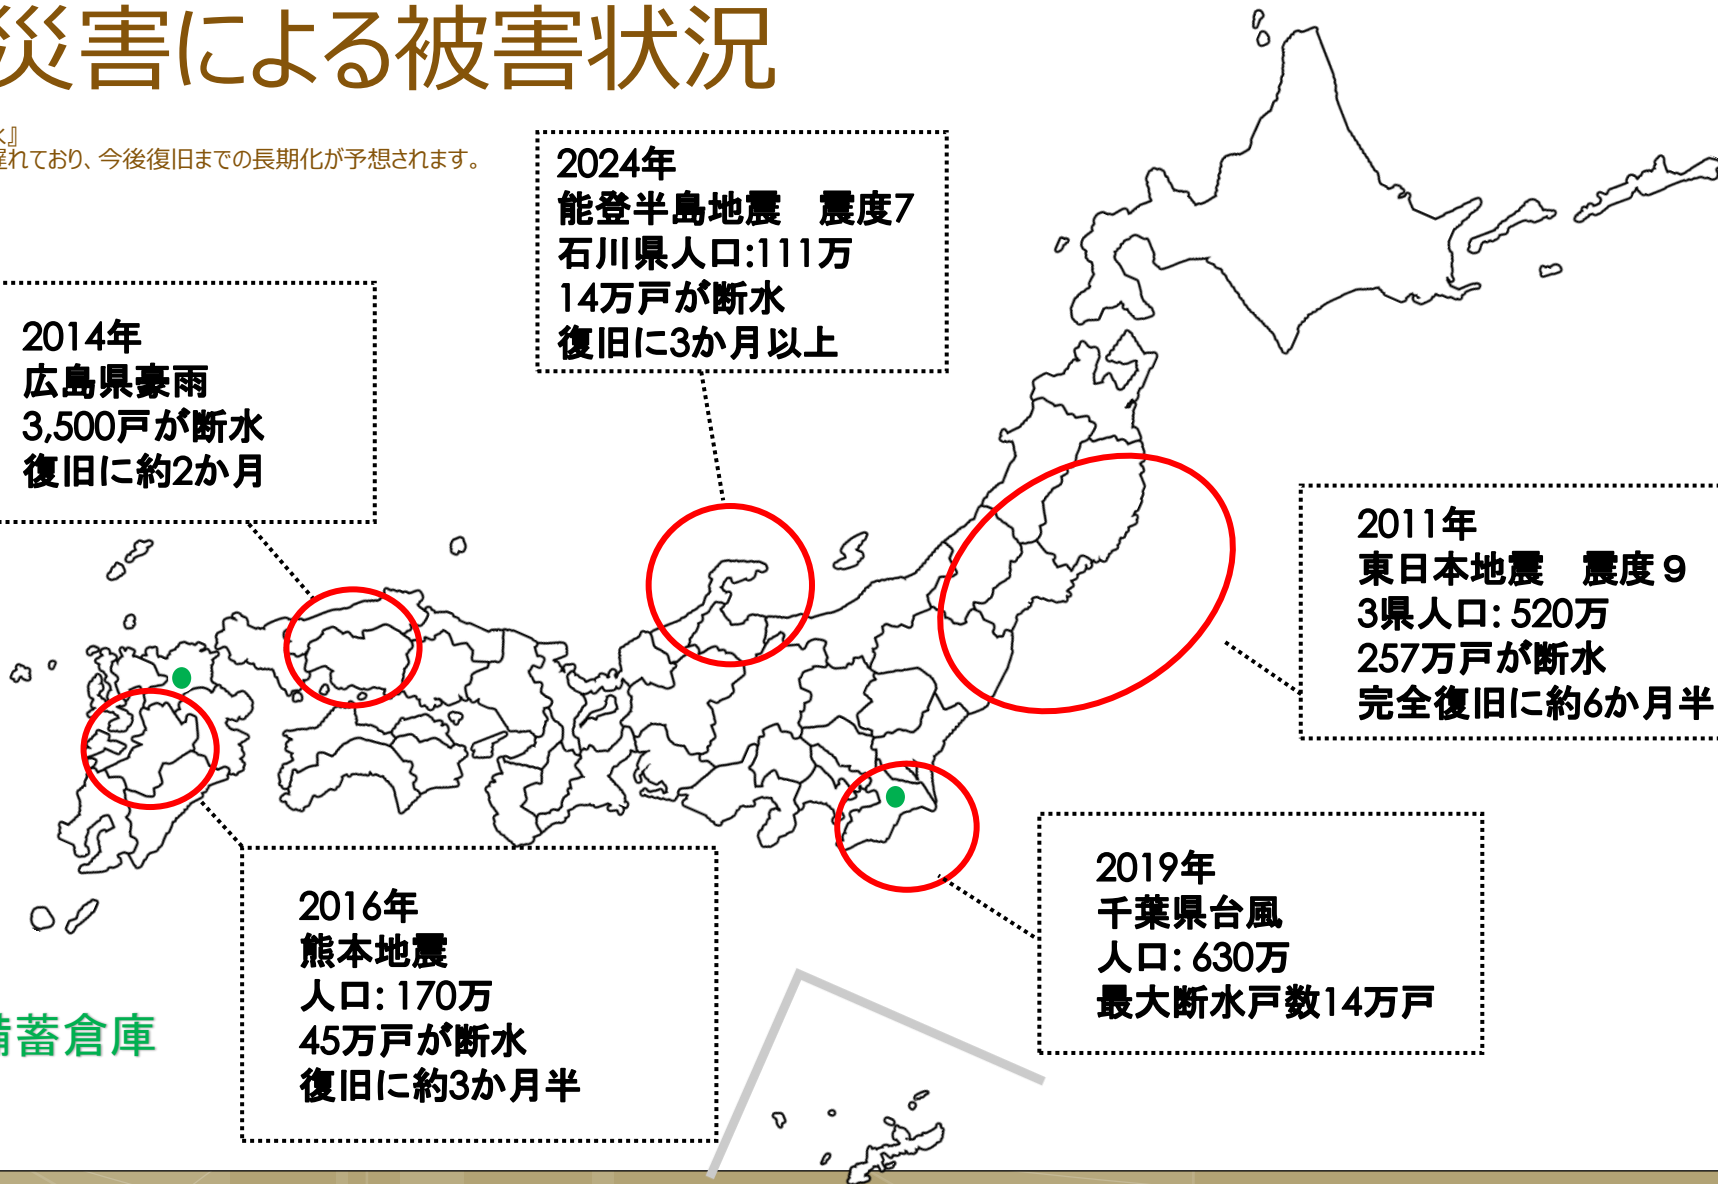 災害による被害状況
水』
遅れており、今後復旧までの長期化が予想されます。
2024年
能登半島地震　震度7
石川県人口:111万
14万戸が断水
復旧に3か月以上
2014年
広島県豪雨
3,500戸が断水
復旧に約2か月
2011年
東日本地震　震度９
3県人口: 520万
257万戸が断水
完全復旧に約6か月半
2016年
熊本地震
人口: 170万
45万戸が断水
復旧に約3か月半
2019年
千葉県台風
人口: 630万
最大断水戸数14万戸
備蓄倉庫